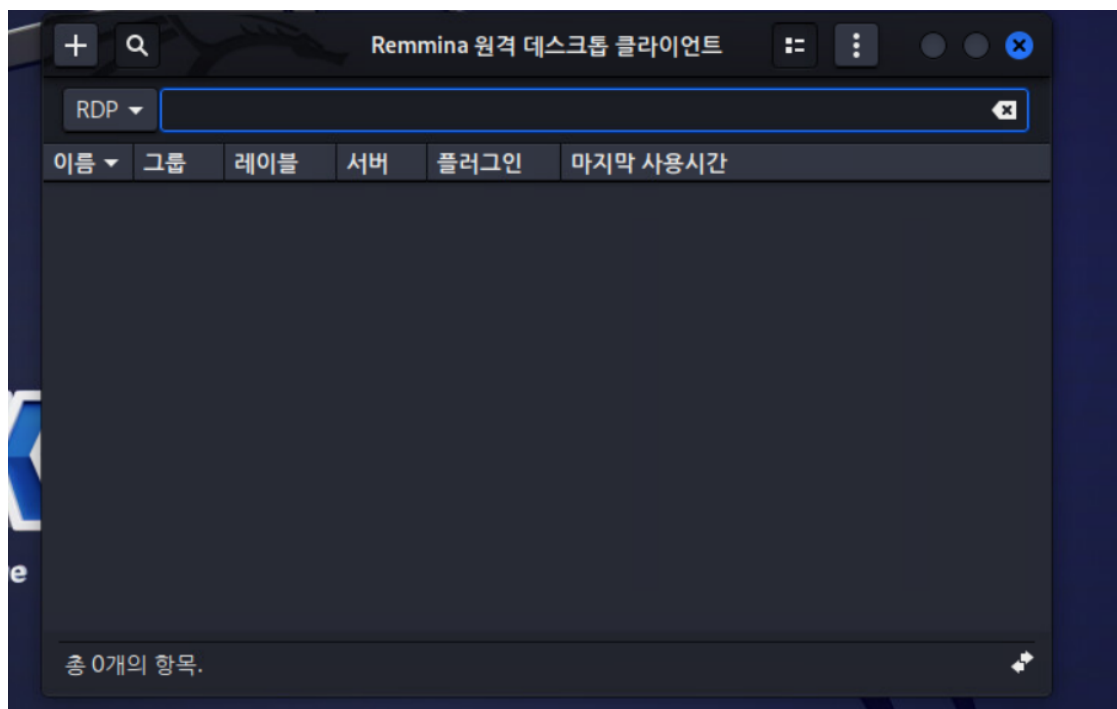 Remmina 원격 데스크톱 클라이언트
RDP
이름 그룹 레이블 서버 플러그인 마지막 사용시간
e
총 0개의 항목.